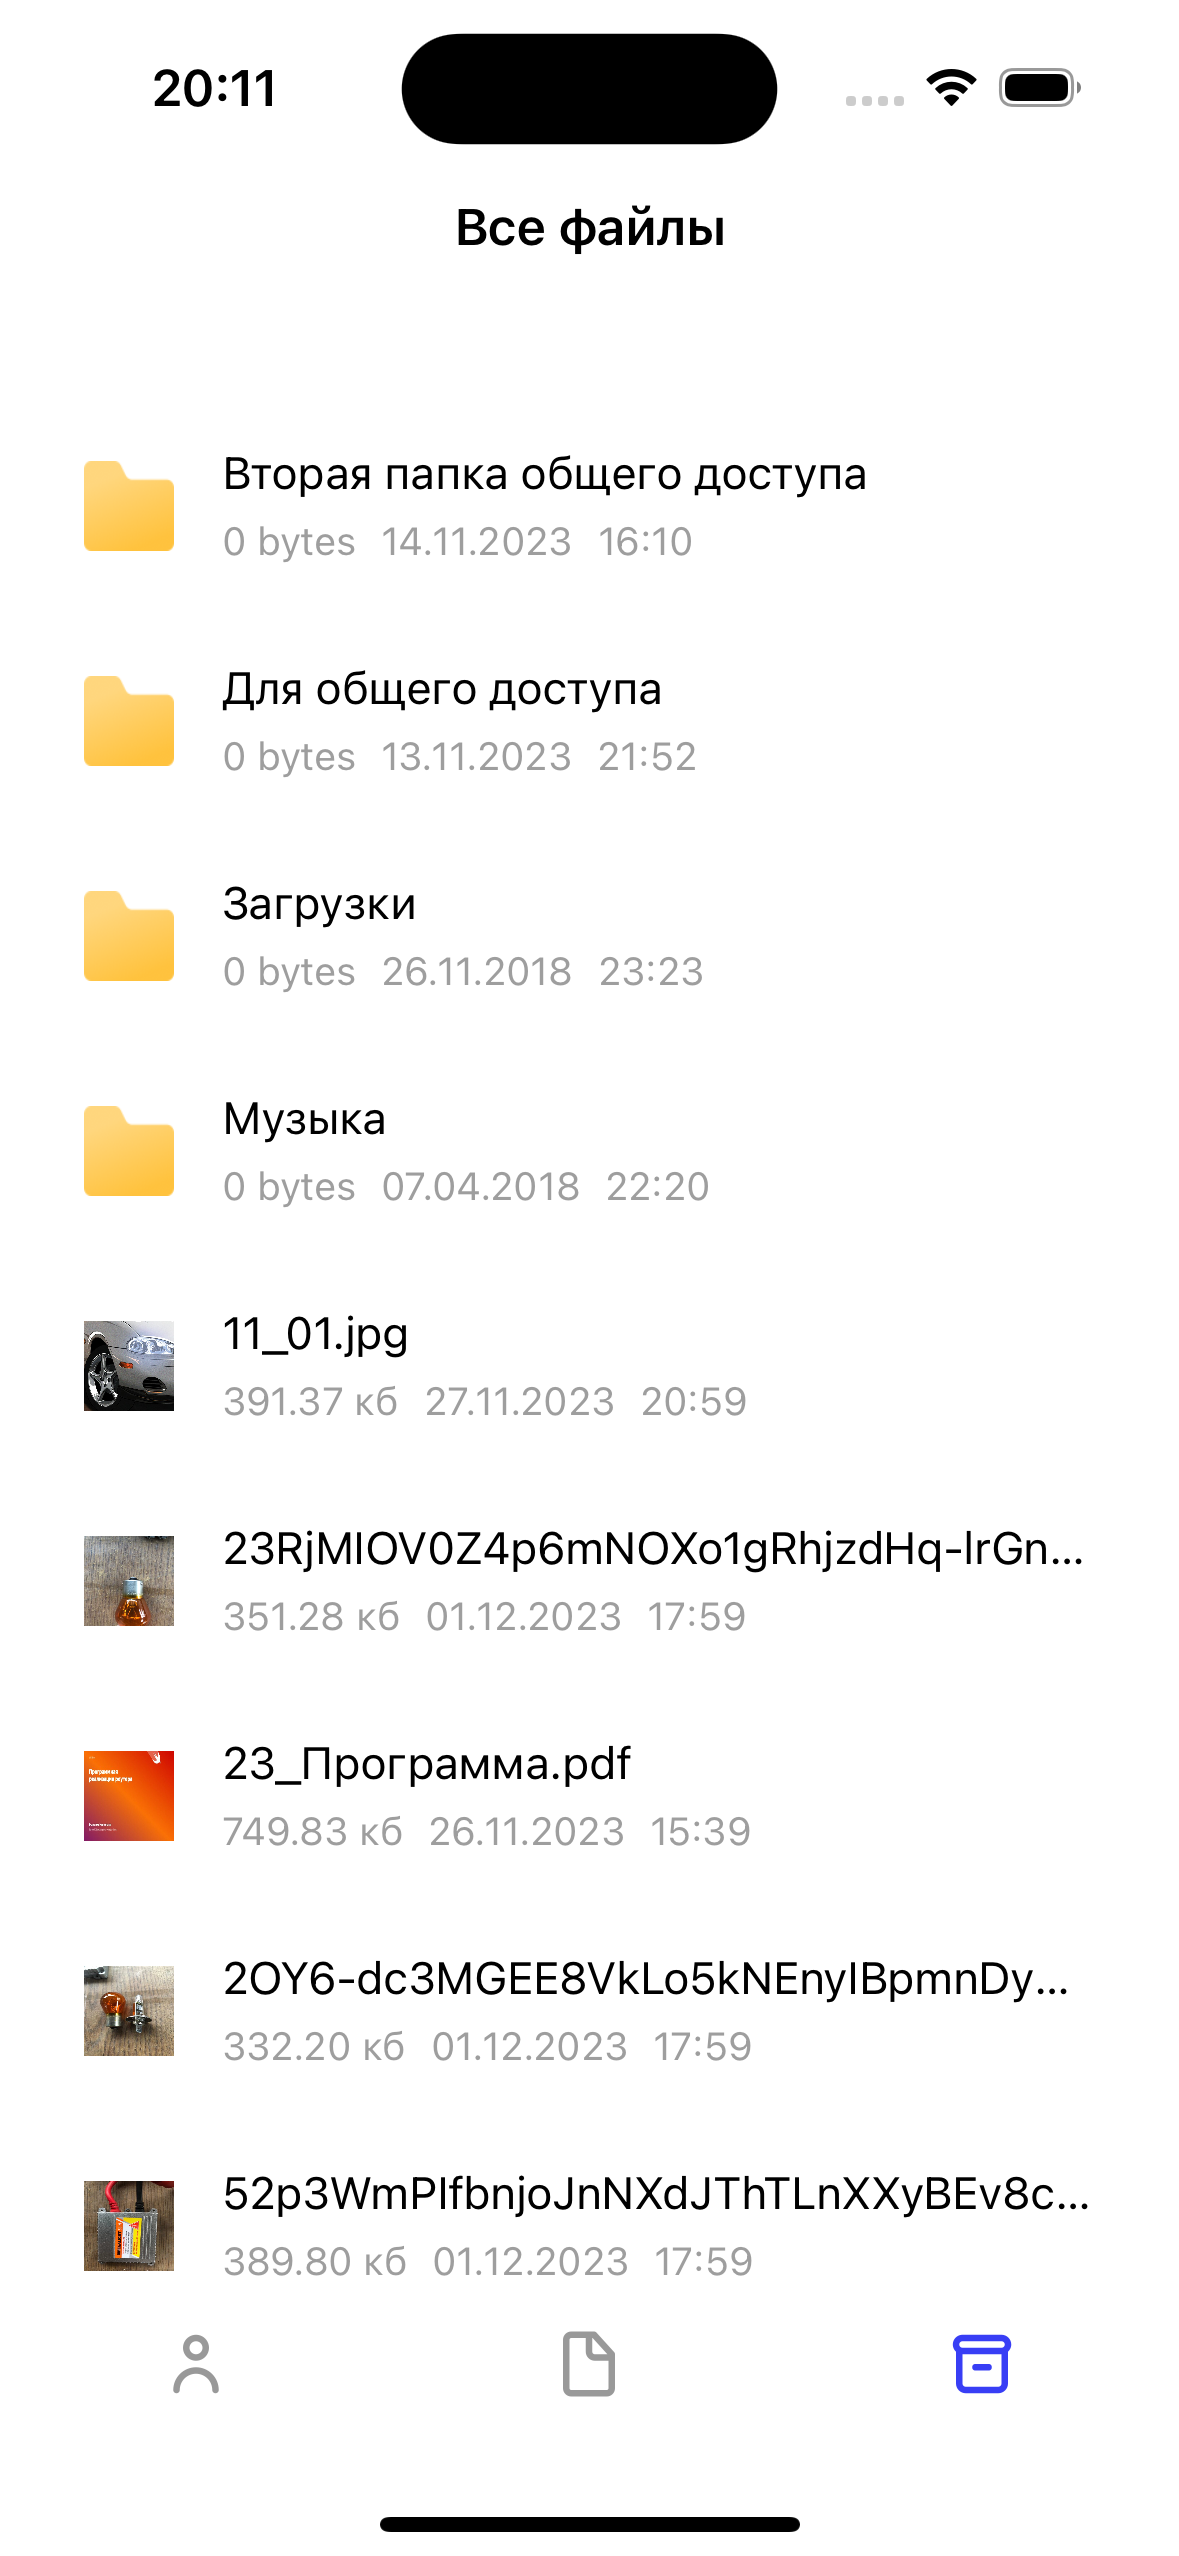 20:11
Все файлы
Вторая папка общего доступа
0 bytes 14.11.2023 16:10
Для общего доступа
0 bytes 13.11.2023 21:52
Загрузки
0 bytes 26.11.2018 23:23
Музыка
0 bytes 07.04.2018 22:20
11_01.jpg
391.37 кб 27.11.2023 20:59
23RjMIOV0Z4p6mNOXo1gRhjzdHq-lrGn...
351.28 кб 01.12.2023 17:59
23_Программа.pdf
749.83 кб 26.11.2023 15:39
2OY6-dc3MGEE8VkLo5kNEnyIBpmnDy...
332.20 кб 01.12.2023 17:59
52p3WmPIfbnjoJnNXdJThTLnXXyBEv8c...
389.80 кб 01.12.2023 17:59